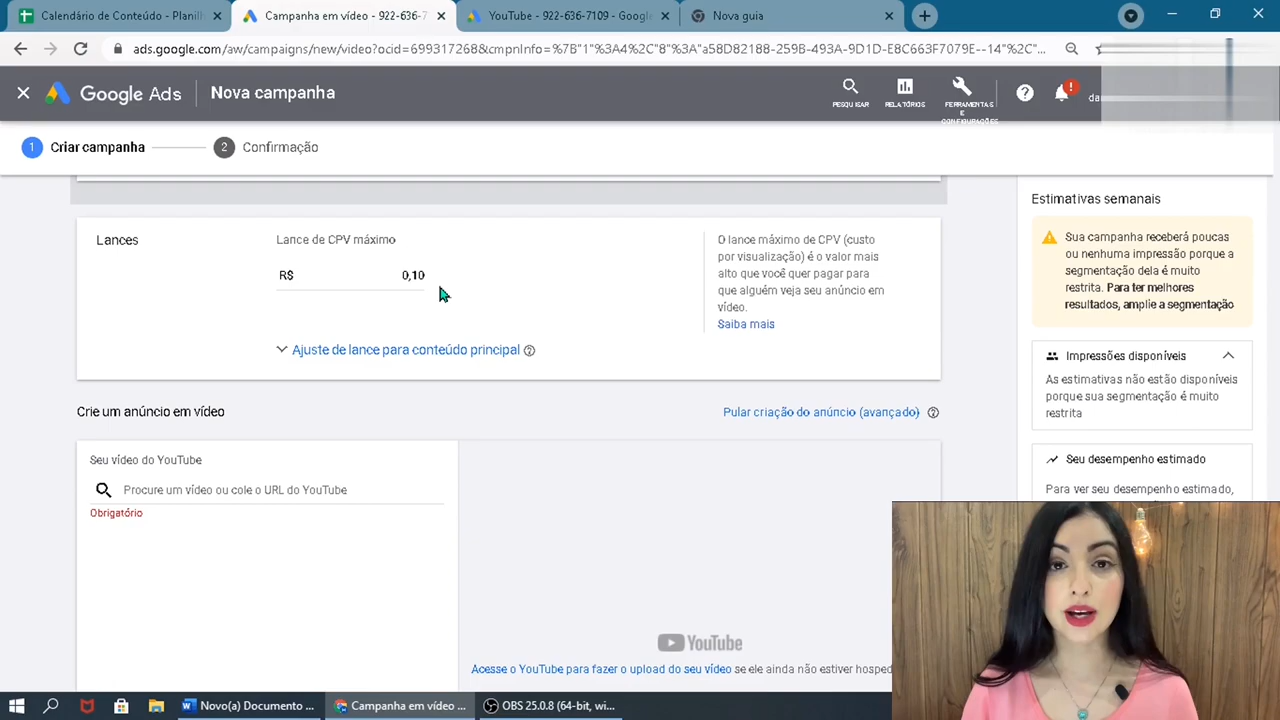 Calendário de Conteúdo - Planilh
Campanha em vídeo - 922-636-7
YouTube - 922-636-7109 - Googl
Nova guia
ads.google.com/aw/campaigns/new/video?ocid=699317268&cmpnInfo=%7B"1"%3A4%2C"8"%3A"a58D82188-259B-493A-9D1D-E8C663F7079E--14"%2C"...
Google Ads
Nova campanha
PESQUISAR
RELATÓRIOS
FERRAMENTAS
E
CONFIGURAÇÕES
!
da
1 Criar campanha
2 Confirmação
Lances
Lance de CPV máximo
R$ 0,10
Ajuste de lance para conteúdo principal
O lance máximo de CPV (custo
por visualização) é o valor mais
alto que você quer pagar para
que alguém veja seu anúncio em
vídeo.
Saiba mais
Crie um anúncio em vídeo
Pular criação do anúncio (avançado)
Seu vídeo do YouTube
Procure um vídeo ou cole o URL do YouTube
Obrigatório
YouTube
Acesse o YouTube para fazer o upload do seu vídeo se ele ainda não estiver hosped
Estimativas semanais
Sua campanha receberá poucas
ou nenhuma impressão porque a
segmentação dela é muito
restrita. Para ter melhores
resultados, amplie a segmentação
Impressões disponíveis
As estimativas não estão disponíveis
porque sua segmentação é muito
restrita
Seu desempenho estimado
Para ver seu desempenho estimado,
Novo(a) Documento ...
Campanha em vídeo ...
OBS 25.0.8 (64-bit, wi...